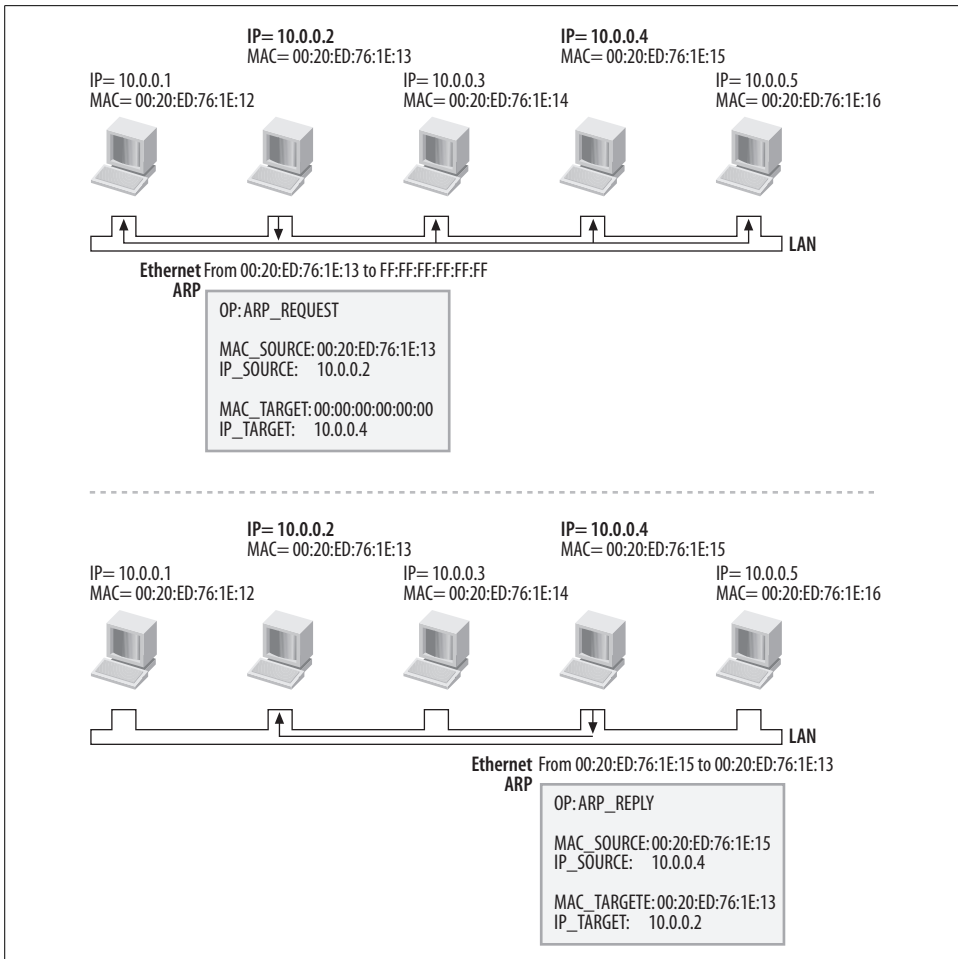 IP= 10.0.0.2
MAC= 00:20:ED:76:1E:13
IP= 10.0.0.4
MAC= 00:20:ED:76:1E:15
IP= 10.0.0.1
MAC= 00:20:ED:76:1E:12
IP= 10.0.0.3
MAC= 00:20:ED:76:1E:14
IP= 10.0.0.5
MAC= 00:20:ED:76:1E:16
LAN
Ethernet From 00:20:ED:76:1E:13 to FF:FF:FF:FF:FF:FF
ARP
OP: ARP_REQUEST
MAC_SOURCE: 00:20:ED:76:1E:13
IP_SOURCE: 10.0.0.2
MAC_TARGET: 00:00:00:00:00:00
IP_TARGET: 10.0.0.4
IP= 10.0.0.2
MAC= 00:20:ED:76:1E:13
IP= 10.0.0.4
MAC= 00:20:ED:76:1E:15
IP= 10.0.0.1
MAC= 00:20:ED:76:1E:12
IP= 10.0.0.3
MAC= 00:20:ED:76:1E:14
IP= 10.0.0.5
MAC= 00:20:ED:76:1E:16
LAN
Ethernet From 00:20:ED:76:1E:15 to 00:20:ED:76:1E:13
ARP
OP: ARP_REPLY
MAC_SOURCE: 00:20:ED:76:1E:15
IP_SOURCE: 10.0.0.4
MAC_TARGETE: 00:20:ED:76:1E:13
IP_TARGET: 10.0.0.2